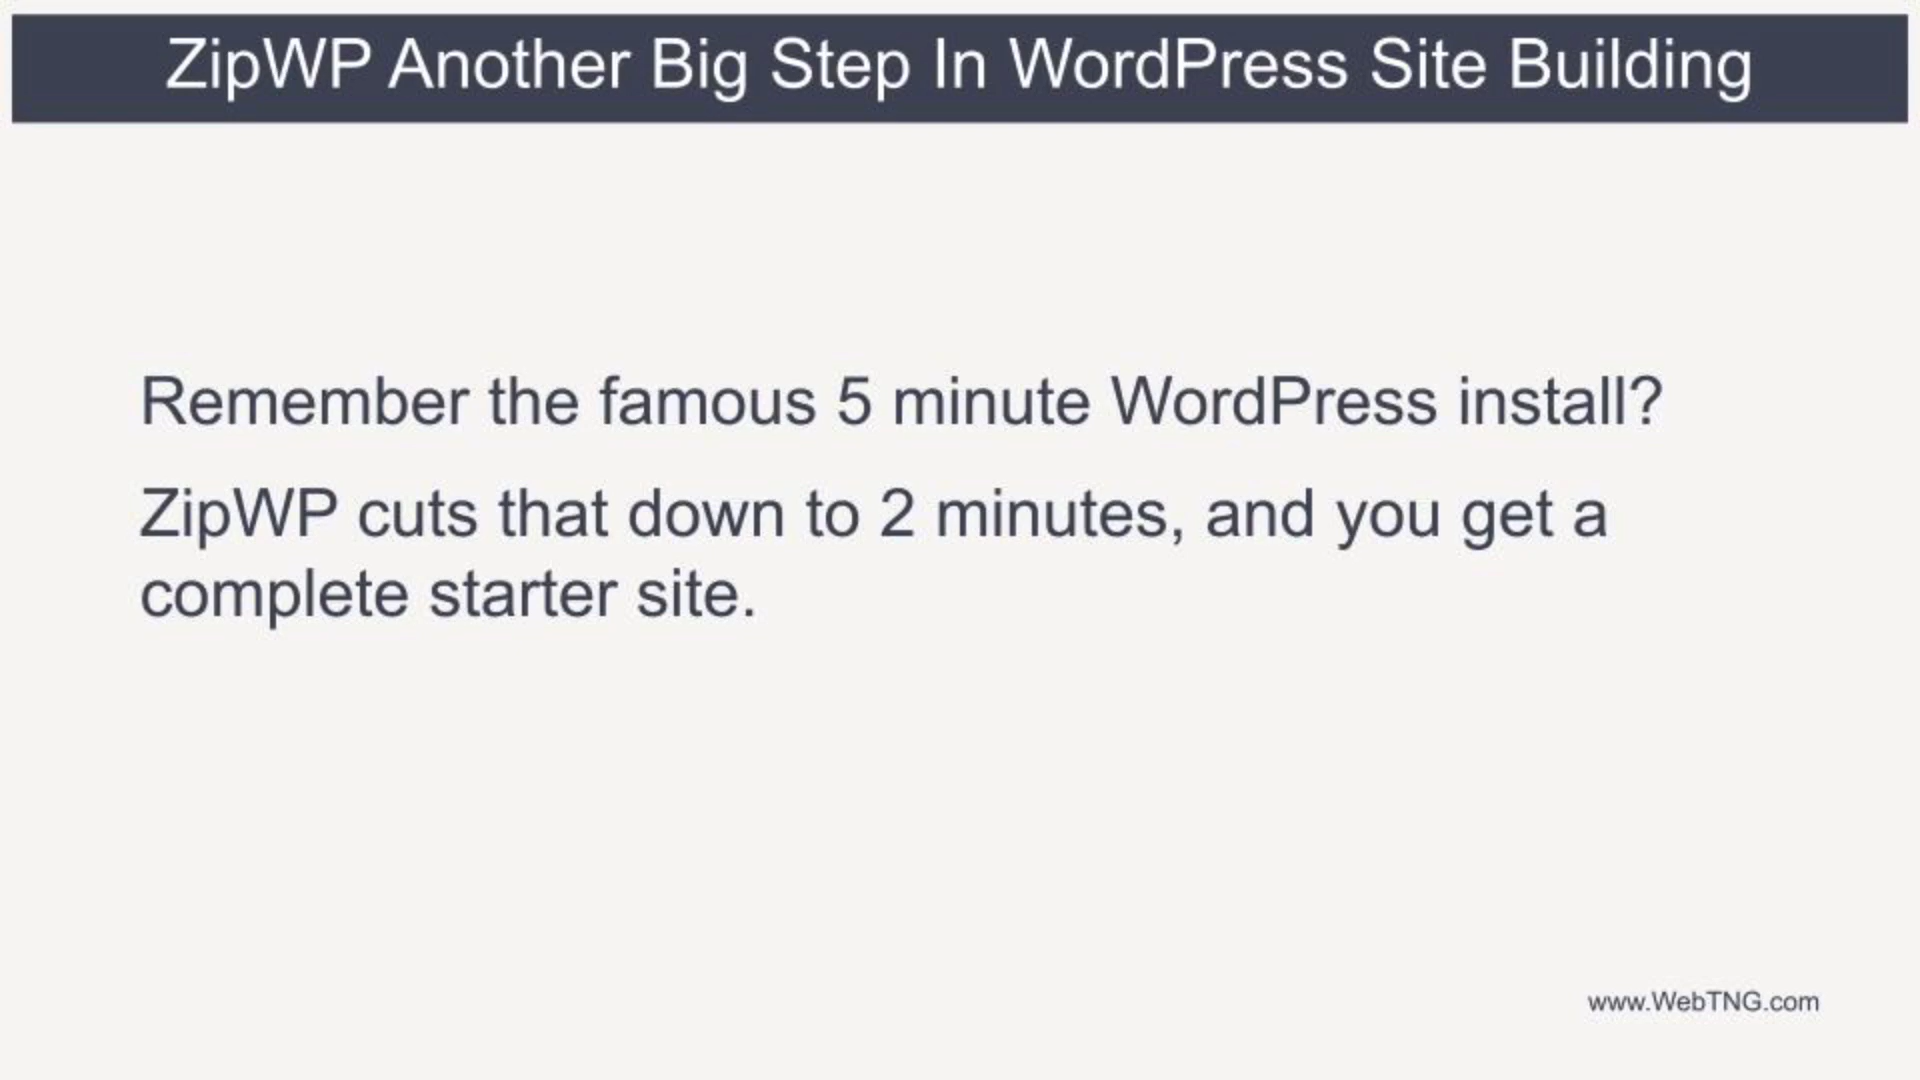 ZipWP Another Big Step In WordPress Site Building
Remember the famous 5 minute WordPress install?
ZipWP cuts that down to 2 minutes, and you get a
complete starter site.
www.WebTNG.com